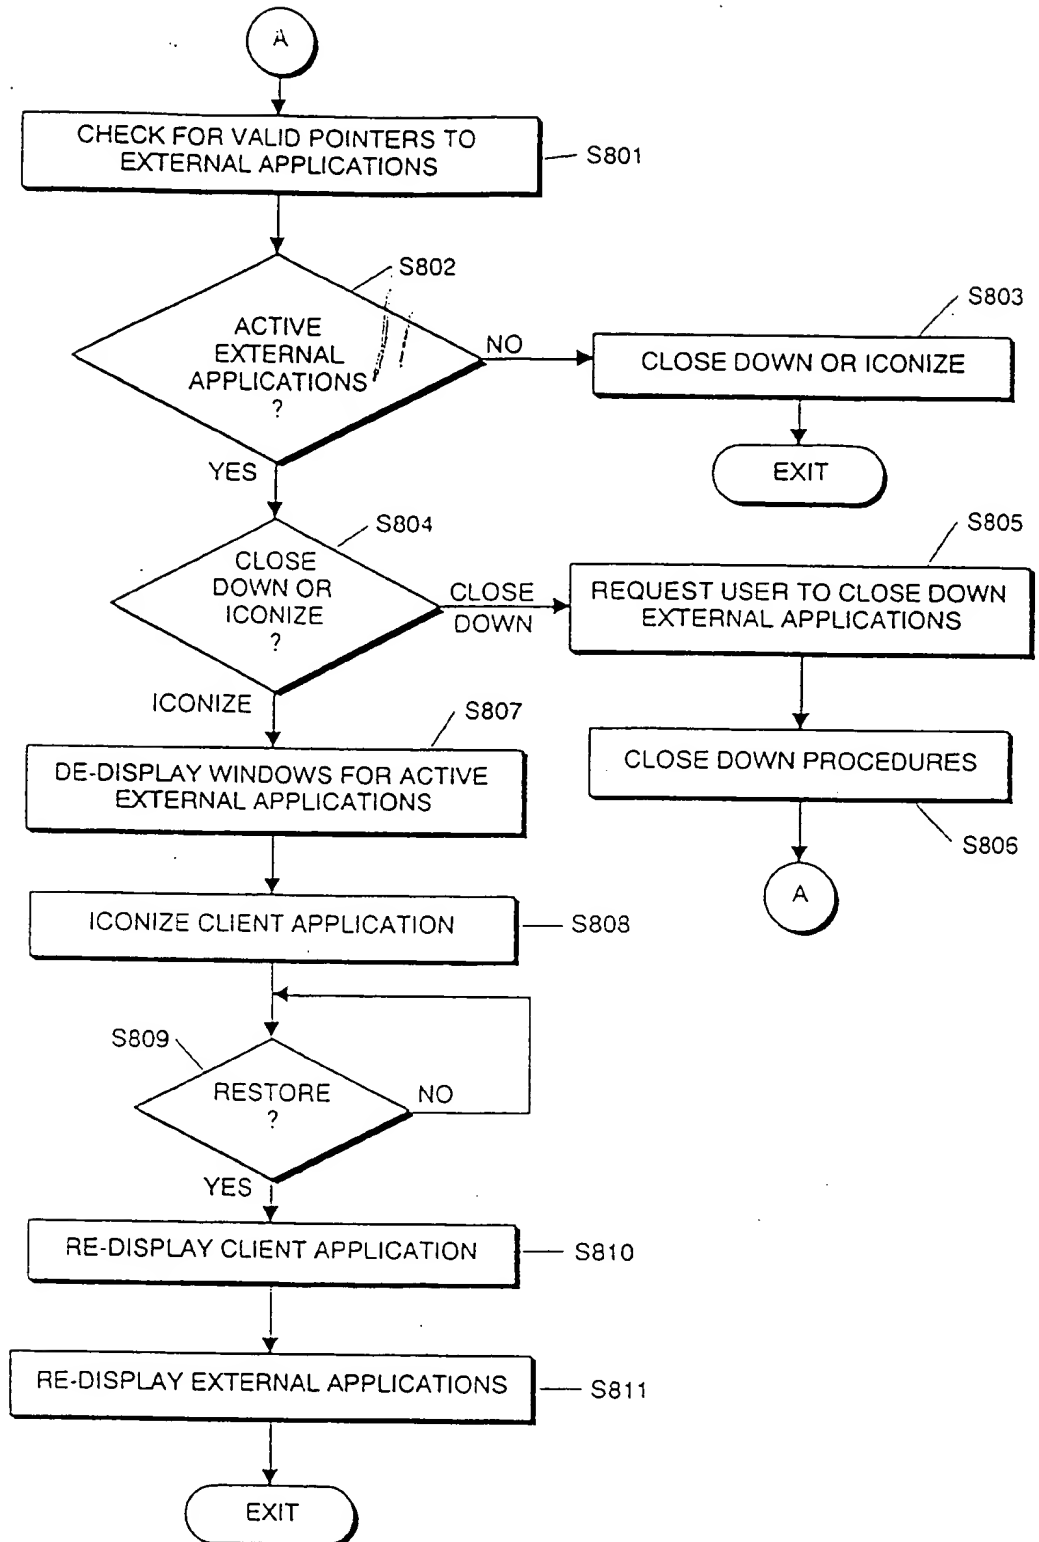 A
CHECK FOR VALID POINTERS TO
EXTERNAL APPLICATIONS
S801
S802
ACTIVE
EXTERNAL
APPLICATIONS
?
NO
S803
CLOSE DOWN OR ICONIZE
EXIT
YES
S804
CLOSE
DOWN OR
ICONIZE
?
CLOSE
DOWN
S805
REQUEST USER TO CLOSE DOWN
EXTERNAL APPLICATIONS
CLOSE DOWN PROCEDURES
S806
A
ICONIZE
S807
DE-DISPLAY WINDOWS FOR ACTIVE
EXTERNAL APPLICATIONS
ICONIZE CLIENT APPLICATION
S808
S809
RESTORE
?
NO
YES
RE-DISPLAY CLIENT APPLICATION
S810
RE-DISPLAY EXTERNAL APPLICATIONS
S811
EXIT